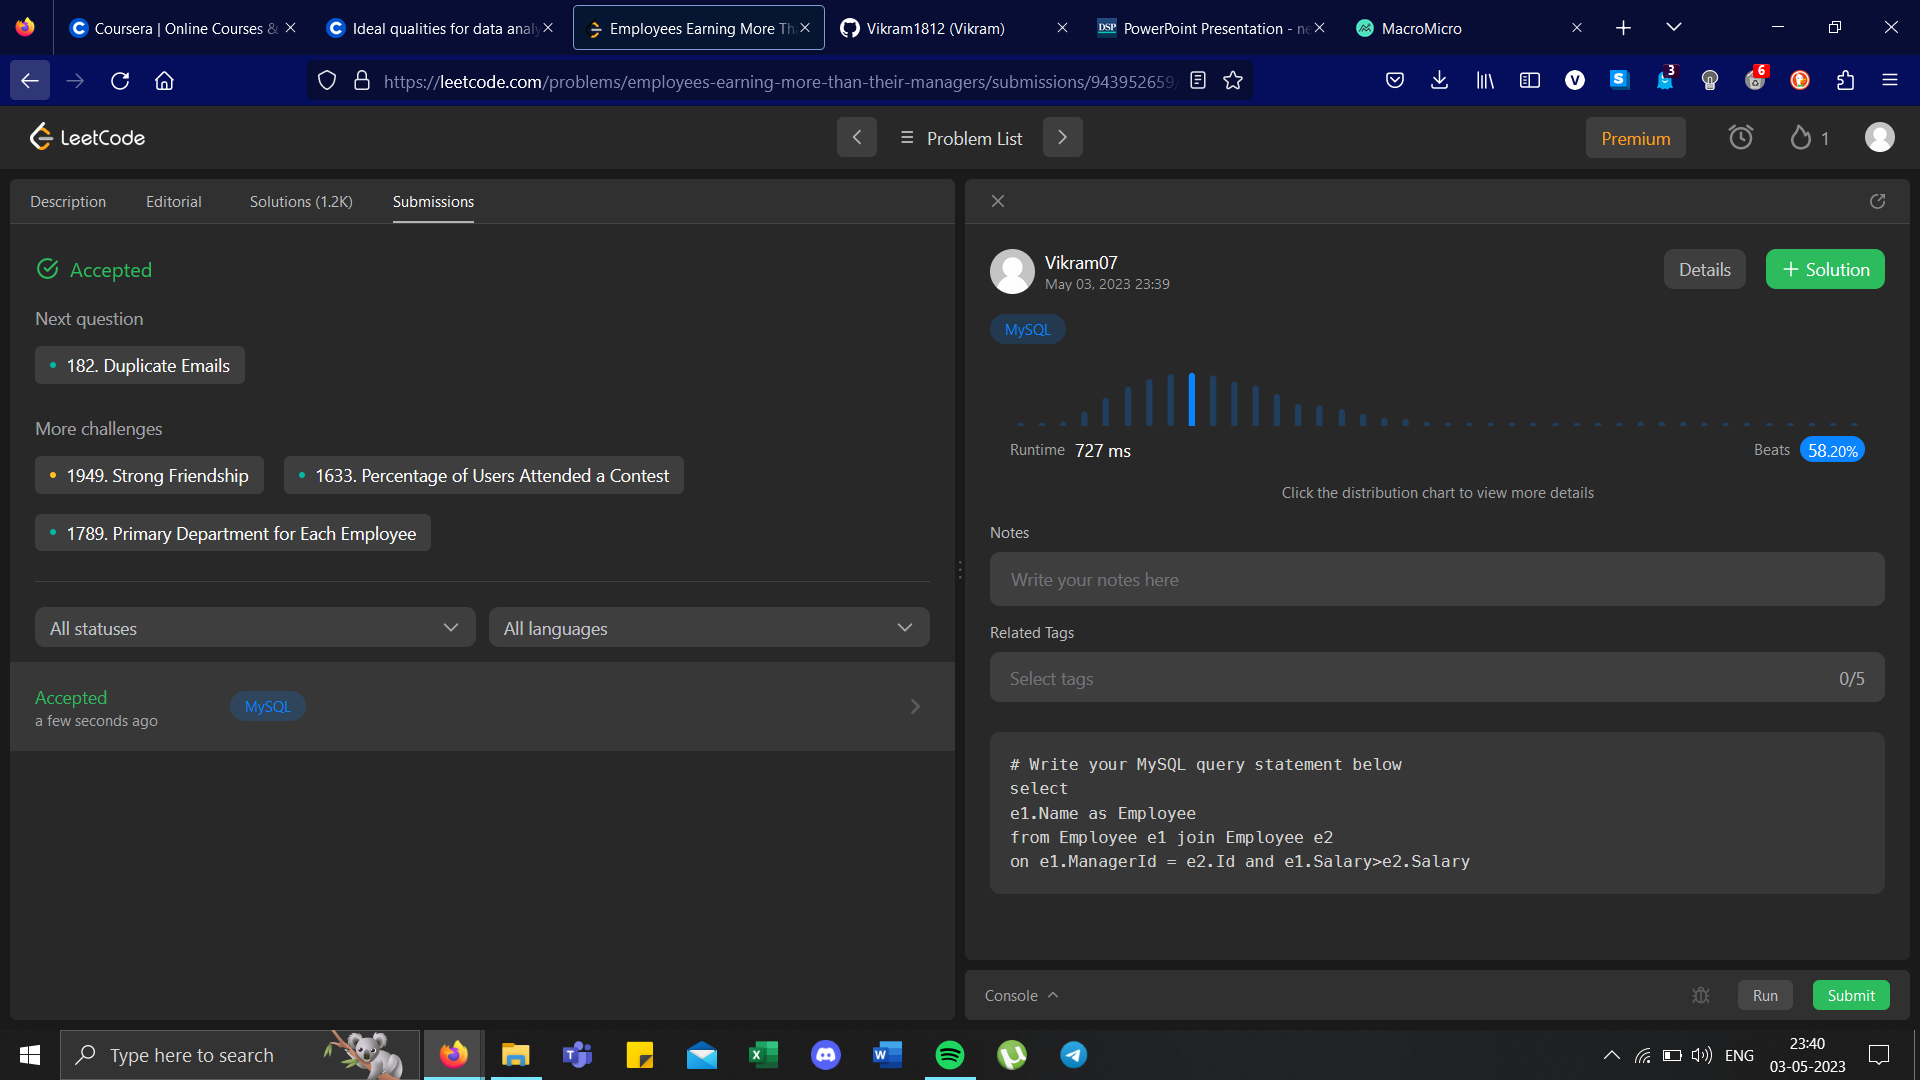 Coursera | Online Courses &
Ideal qualities for data analy
Employees Earning More Th
Vikram1812 (Vikram)
DSP
PowerPoint Presentation - ne
MacroMicro
https://leetcode.com/problems/employees-earning-more-than-their-managers/submissions/943952659/
V
S
3
6
LeetCode
Problem List
Premium
1
Description
Editorial
Solutions (1.2K)
Submissions
Accepted
Next question
182. Duplicate Emails
More challenges
1949. Strong Friendship
1633. Percentage of Users Attended a Contest
1789. Primary Department for Each Employee
All statuses
All languages
Accepted
a few seconds ago
MySQL
Vikram07
May 03, 2023 23:39
Details
+ Solution
MySQL
Runtime 727 ms
Beats 58.20%
Click the distribution chart to view more details
Notes
Write your notes here
Related Tags
Select tags
0/5
# Write your MySQL query statement below
select
e1.Name as Employee
from Employee e1 join Employee e2
on e1.ManagerId = e2.Id and e1.Salary>e2.Salary
Console
Run
Submit
Type here to search
ENG
23:40
03-05-2023